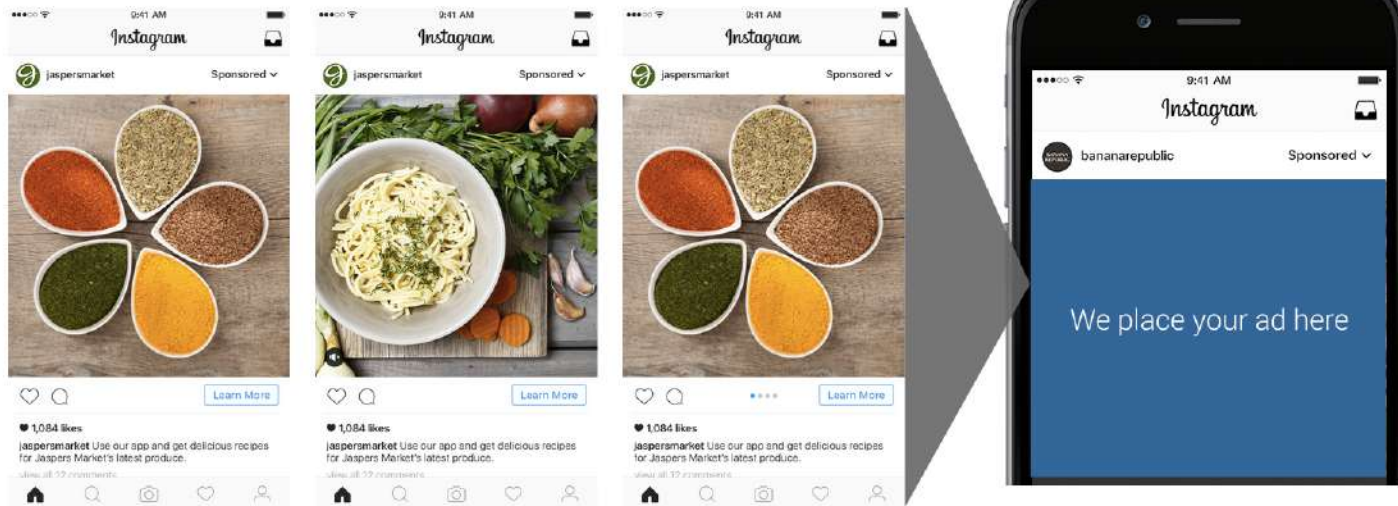 9:41 AM
Instagram
jaspersmarket Sponsored
Learn More
1,084 likes
jaspersmarket Use our app and get delicious recipes
for Jaspers Market's latest produce.
view all 22 comments
9:41 AM
Instagram
jaspersmarket Sponsored
Learn More
1,084 likes
jaspersmarket Use our app and get delicious recipes
for Jaspers Market's latest produce.
view all 22 comments
9:41 AM
Instagram
jaspersmarket Sponsored
Learn More
1,084 likes
jaspersmarket Use our app and get delicious recipes
for Jaspers Market's latest produce.
view all 12 comments
9:41 AM
Instagram
BANANA
REPUBLIC
bananarepublic Sponsored
We place your ad here